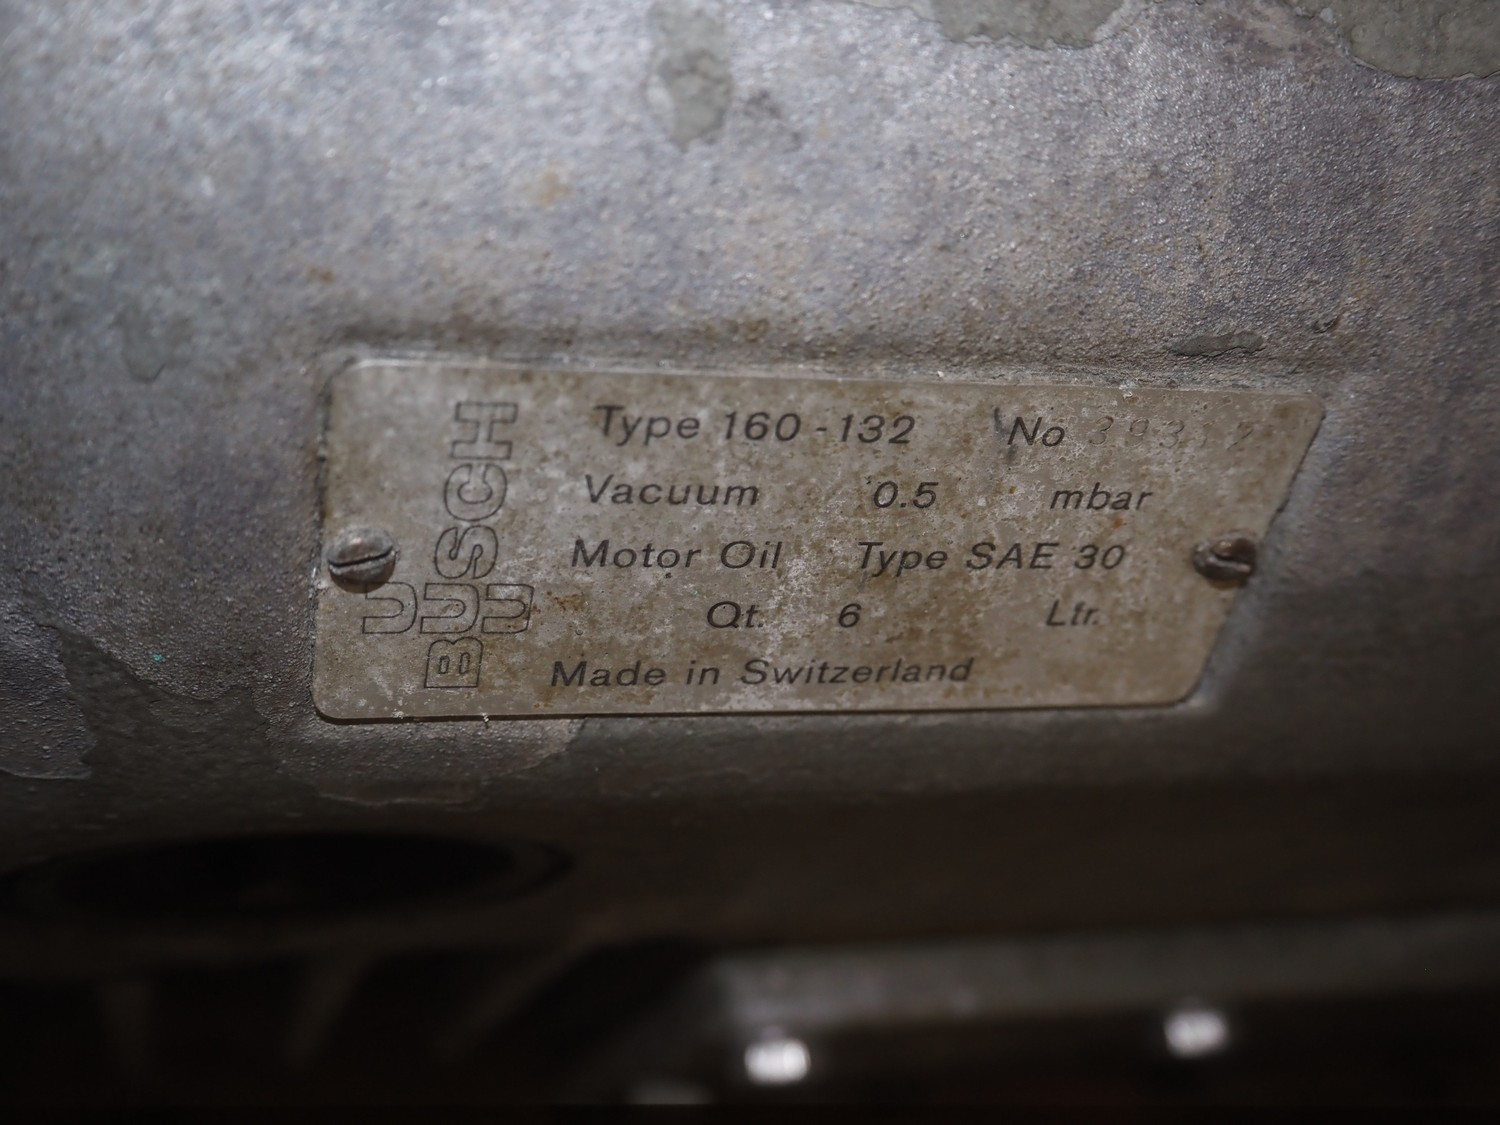 BUSCH
Type 160-132 No
Vacuum 0.5 mbar
Motor Oil Type SAE 30
Qt. 6 Ltr.
Made in Switzerland